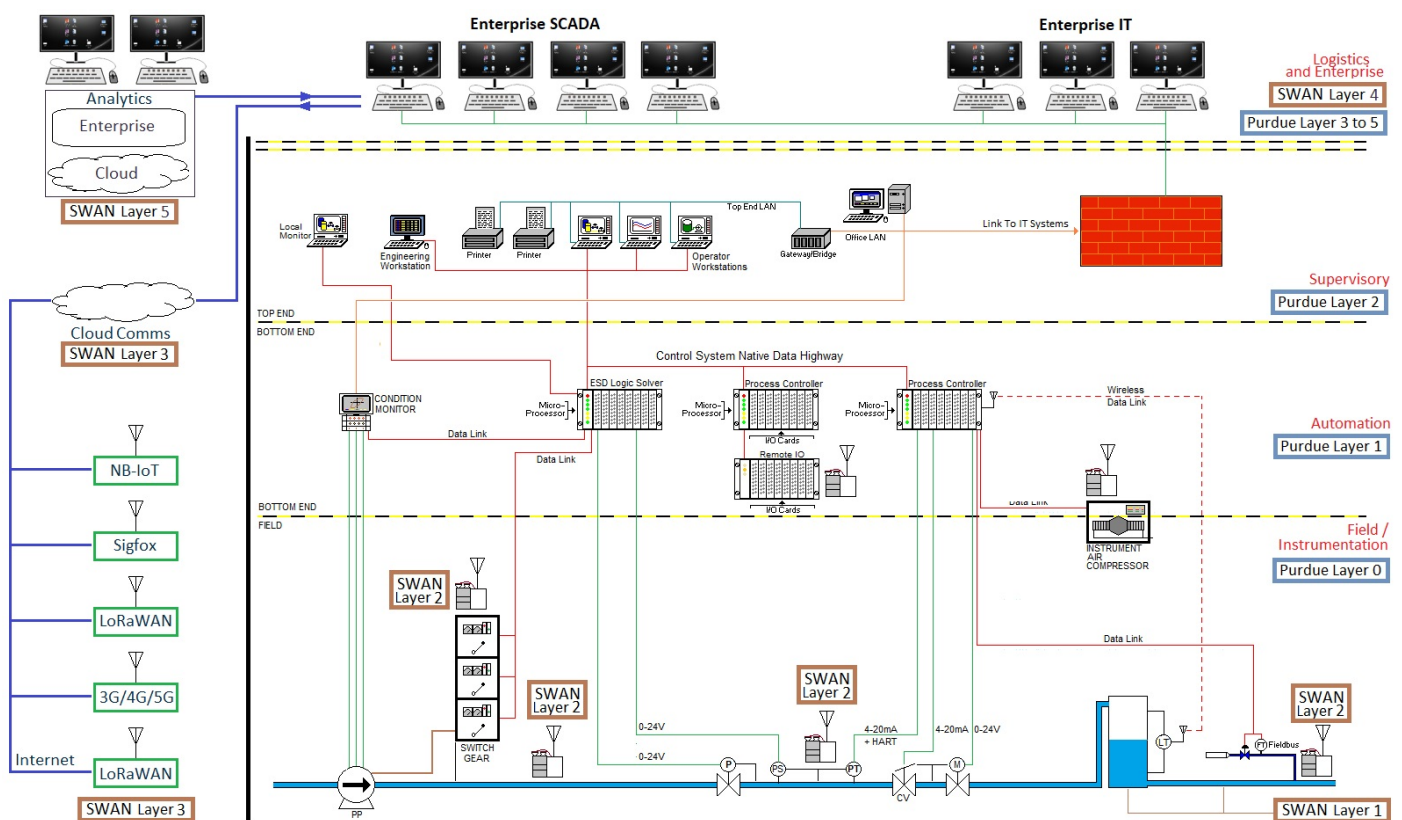 Enterprise SCADA
Enterprise IT
Logistics
and Enterprise
SWAN Layer 4
Purdue Layer 3 to 5
Analytics
Enterprise
Cloud
SWAN Layer 5
Local
Monitor
Engineering
Workstation
Printer
Printer
Operator
Workstations
Top End LAN
Gateway/Bridge
Office LAN
Link To IT Systems
Supervisory
Purdue Layer 2
TOP END
BOTTOM END
Cloud Comms
SWAN Layer 3
Control System Native Data Highway
CONDITION
MONITOR
ESD Logic Solver
Micro-
Processor
Process Controller
Micro-
Processor
I/O Cards
Remote IO
I/O Cards
Process Controller
Micro-
Processor
Wireless
Data Link
Data Link
Data Link
Data Link
Automation
Purdue Layer 1
NB-IoT
Sigfox
LoRaWAN
3G/4G/5G
Internet
LoRaWAN
SWAN Layer 3
BOTTOM END
FIELD
INSTRUMENT
AIR
COMPRESSOR
Field /
Instrumentation
Purdue Layer 0
SWAN
Layer 2
SWAN
Layer 2
SWAN
Layer 2
SWAN
Layer 2
Data Link
SWITCH
GEAR
0-24V
0-24V
4-20mA
+ HART
4-20mA
0-24V
P
PS
PT
M
CV
LT
FT
Fieldbus
PP
SWAN Layer 1